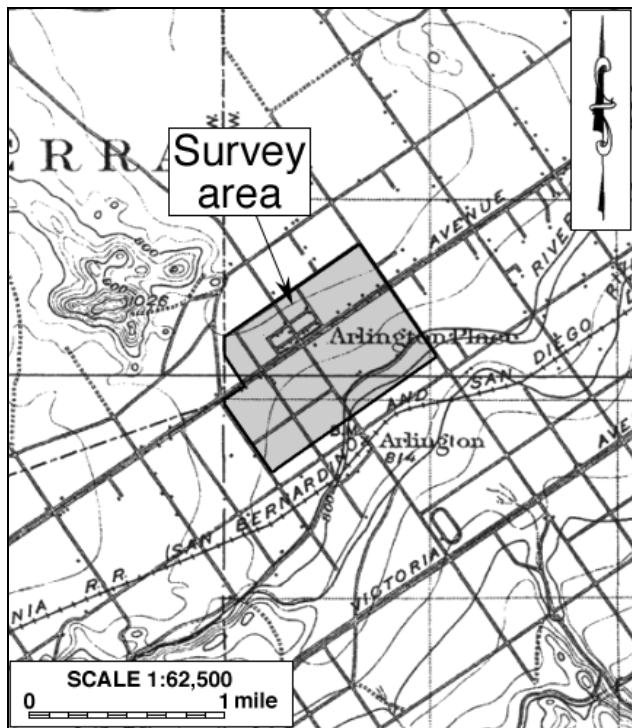 ERRA
Survey
area
AVENUE
RIVER
800
1026
Arlington Place
SAN DIEGO
AND
B.M.
Arlington
814
SAN BERNARDINO
800
NIA R. R.
VICTORIA
AVE
SCALE 1:62,500
0 1 mile